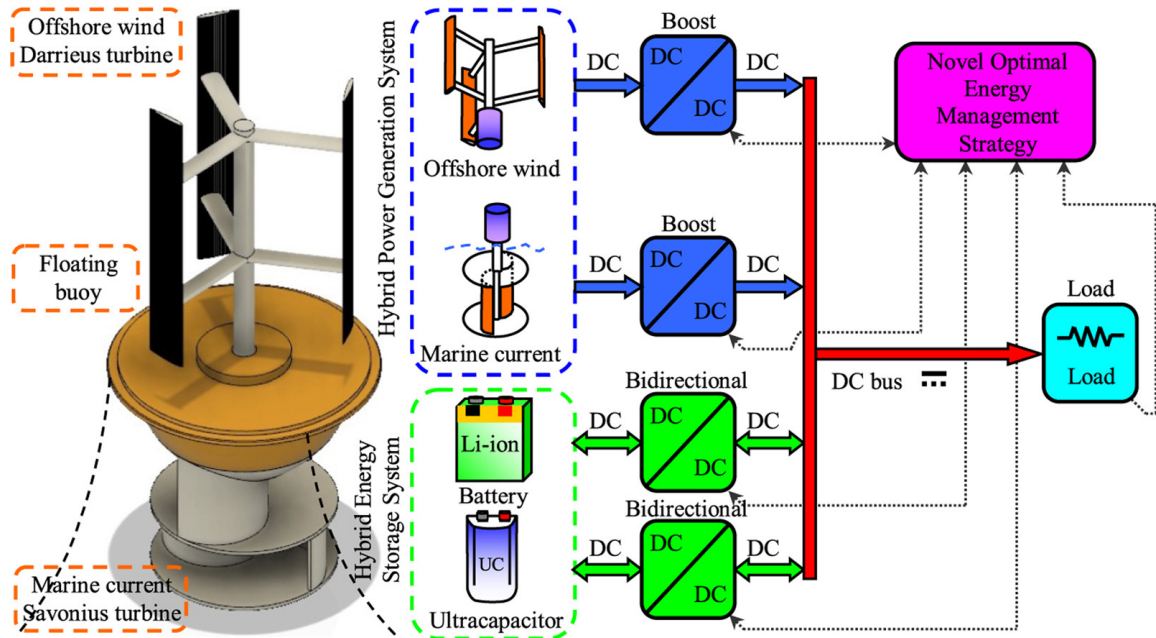 Offshore wind
Darrieus turbine
Floating
buoy
Marine current
Savonius turbine
Hybrid Power Generation System
Offshore wind
Marine current
Hybrid Energy
Storage System
Li-ion
Battery
UC
Ultracapacitor
DC
Boost
DC
DC
DC
DC
Boost
DC
DC
DC
DC
Bidirectional
DC
DC
DC
DC
Bidirectional
DC
DC
DC
Novel Optimal
Energy
Management
Strategy
DC bus
Load
Load